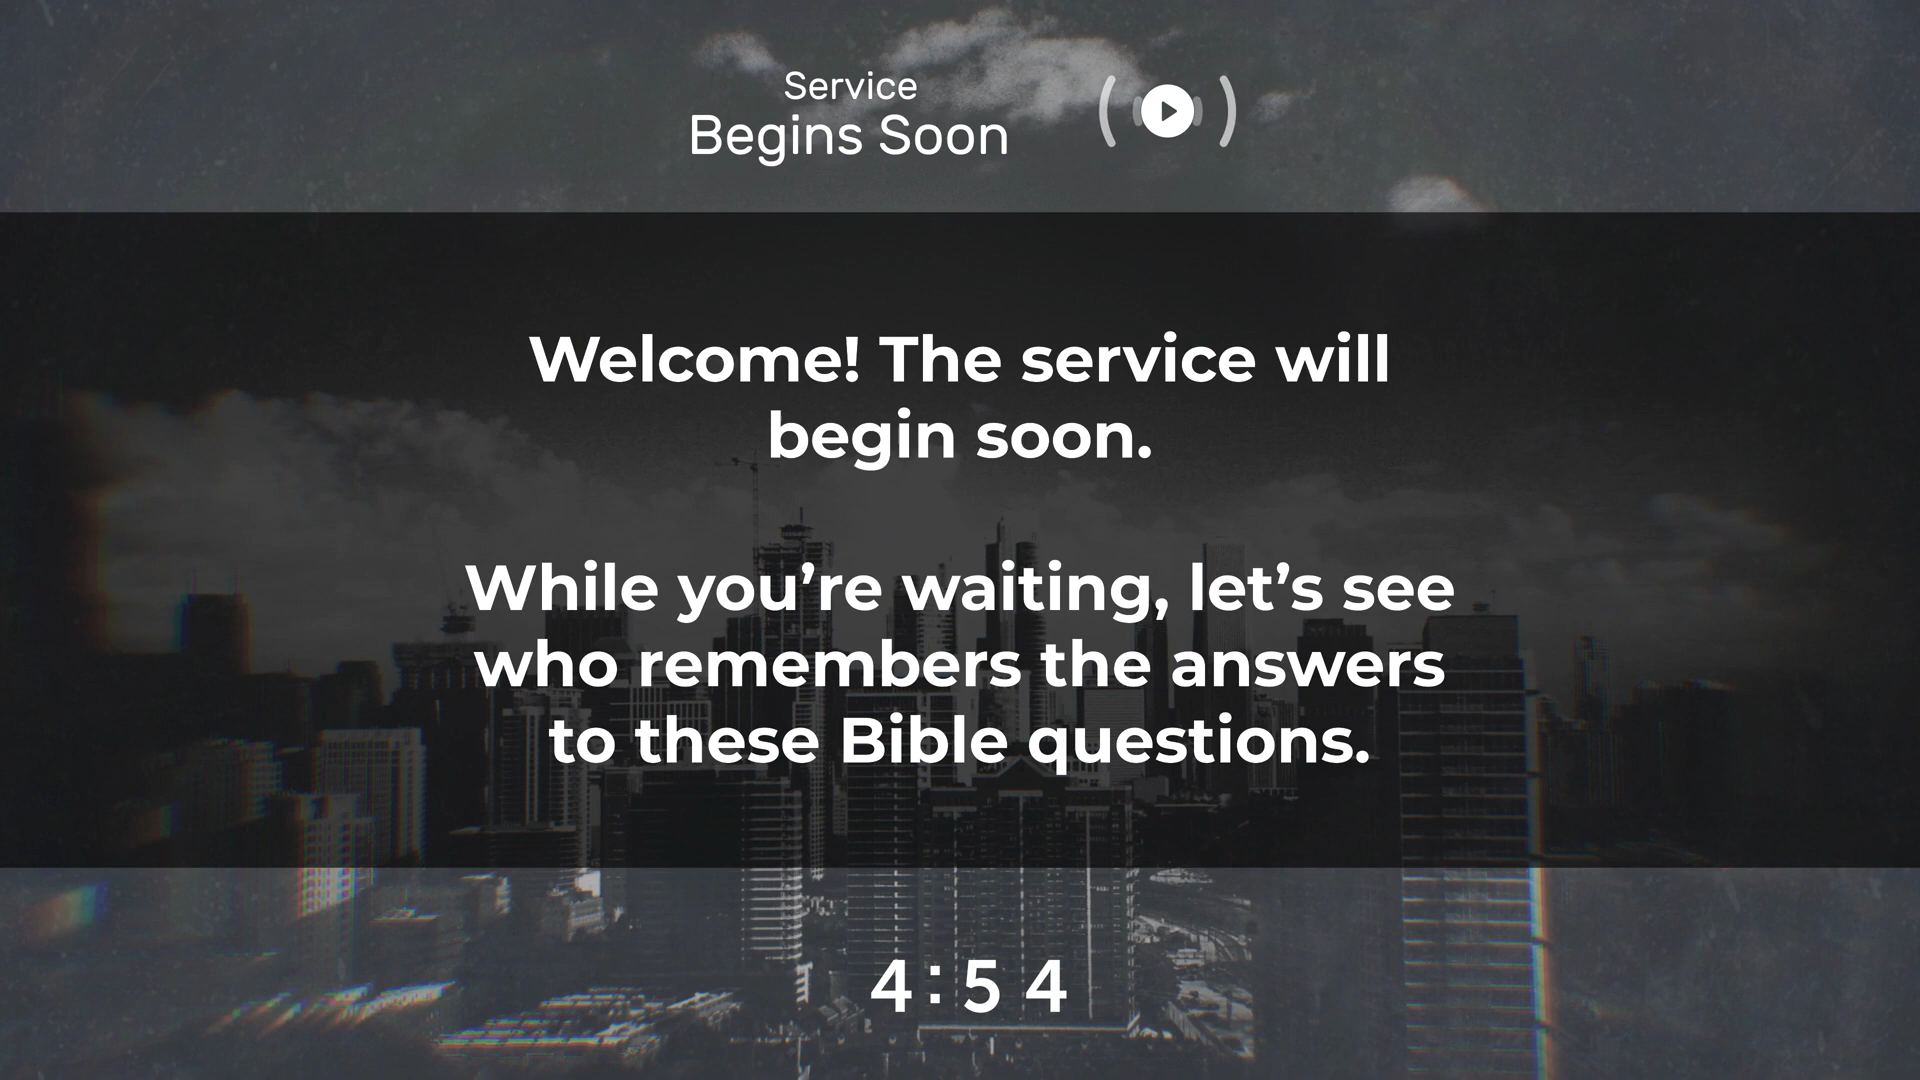 Service
Begins Soon
Welcome! The service will
begin soon.
While you’re waiting, let’s see
who remembers the answers
to these Bible questions.
4:54